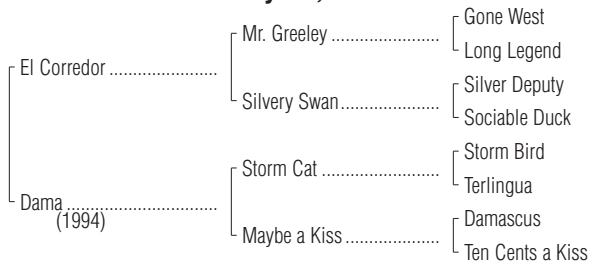 Gone West
Mr. Greeley ......................
Long Legend
El Corredor ......................
Silver Deputy
Silvery Swan ....................
Sociable Duck
Storm Bird
Storm Cat ........................
Terlingua
Dama ..............................
(1994)
Damascus
Maybe a Kiss ...................
Ten Cents a Kiss